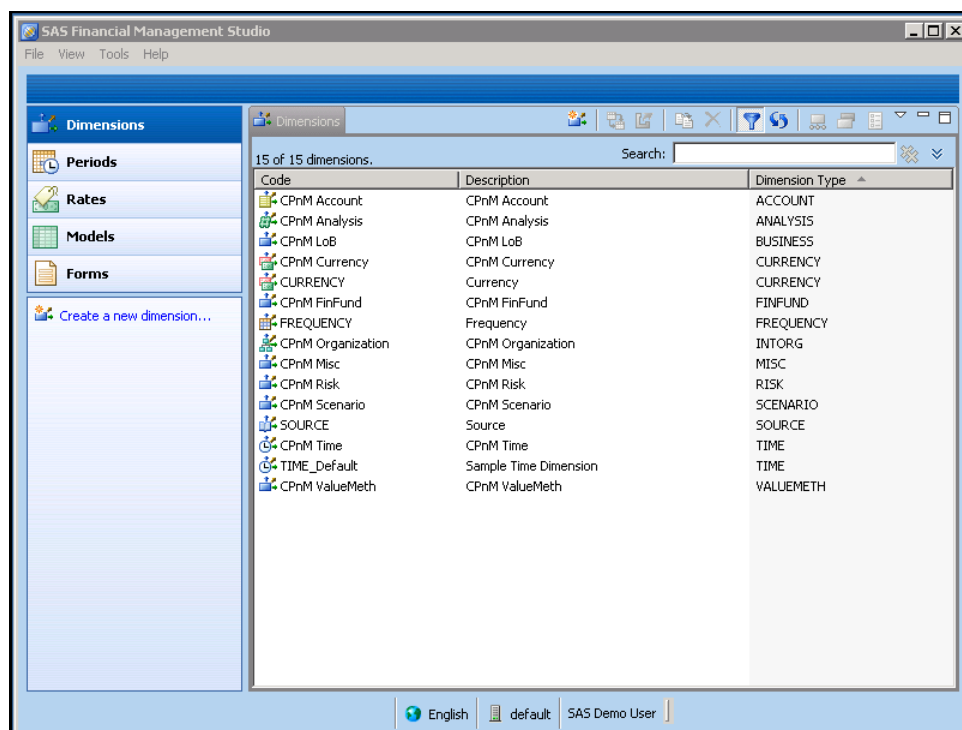 SAS Financial Management Studio
File View Tools Help
Dimensions
Periods
Rates
Models
Forms
Create a new dimension...
Dimensions
15 of 15 dimensions. Search:
Code Description Dimension Type
CPnM Account CPnM Account ACCOUNT
CPnM Analysis CPnM Analysis ANALYSIS
CPnM LoB CPnM LoB BUSINESS
CPnM Currency CPnM Currency CURRENCY
CURRENCY Currency CURRENCY
CPnM FinFund CPnM FinFund FINFUND
FREQUENCY Frequency FREQUENCY
CPnM Organization CPnM Organization INTORG
CPnM Misc CPnM Misc MISC
CPnM Risk CPnM Risk RISK
CPnM Scenario CPnM Scenario SCENARIO
SOURCE Source SOURCE
CPnM Time CPnM Time TIME
TIME_Default Sample Time Dimension TIME
CPnM ValueMeth CPnM ValueMeth VALUEMETH
English default SAS Demo User